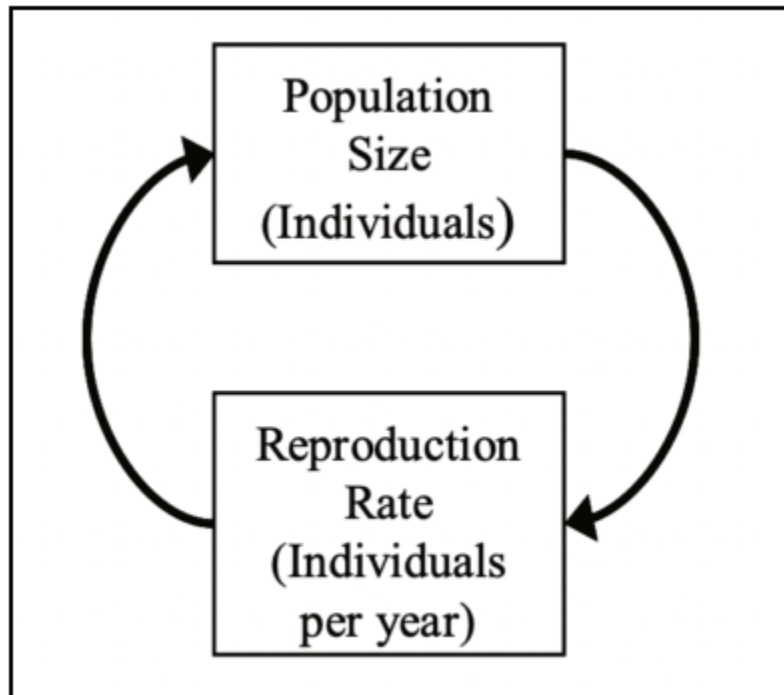 Population
Size
(Individuals)
Reproduction
Rate
(Individuals
per year)